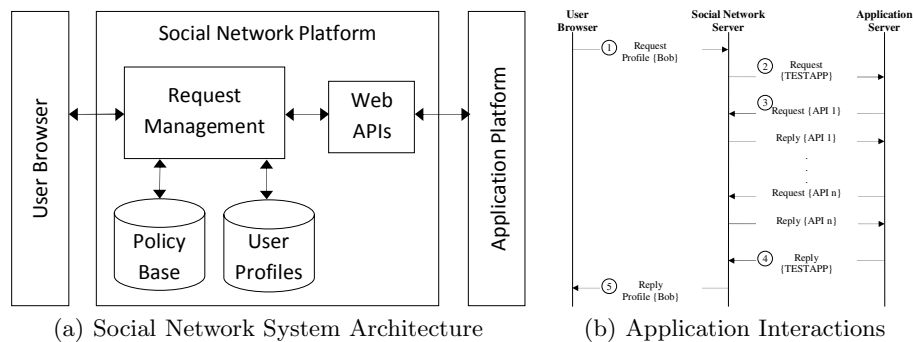 User Browser
Social Network Platform
Request
Management
Web
APIs
Policy
Base
User
Profiles
Application Platform
(a) Social Network System Architecture
User
Browser
Social Network
Server
Application
Server
1 Request
Profile {Bob}
2 Request
{TESTAPP}
3
Request {API 1}
Reply {API 1}
.
.
.
Request {API n}
Reply {API n}
4 Reply
{TESTAPP}
5 Reply
Profile {Bob}
(b) Application Interactions